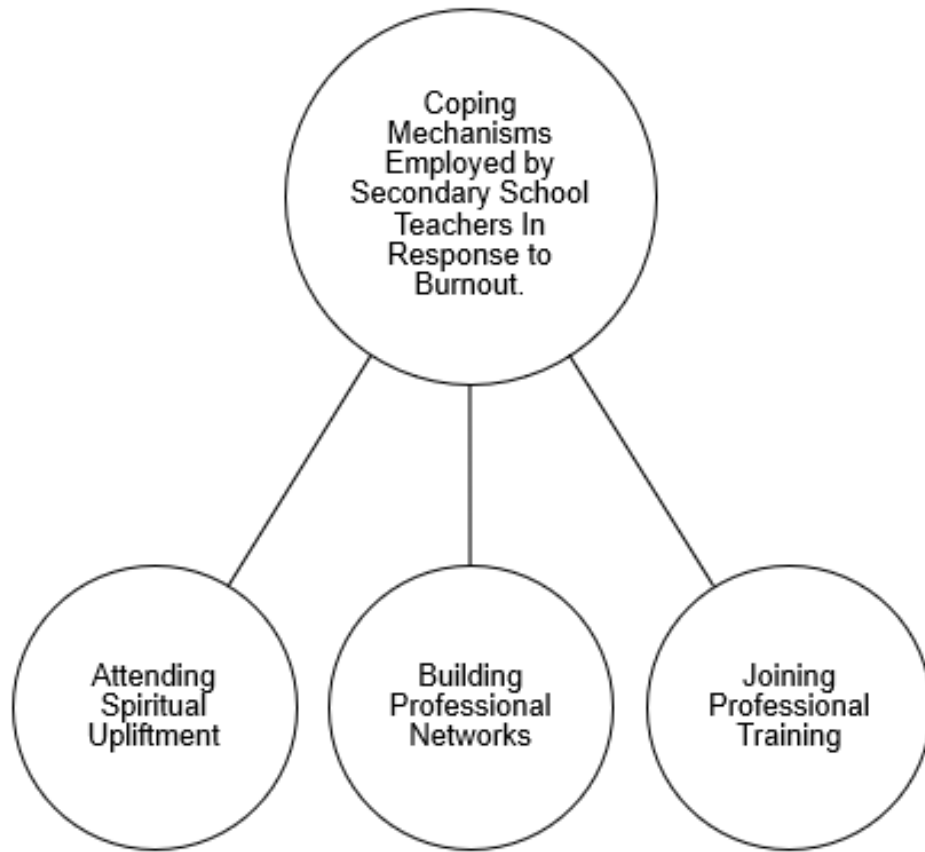 Coping
Mechanisms
Employed by
Secondary School
Teachers In
Response to
Burnout.
Attending
Spiritual
Upliftment
Building
Professional
Networks
Joining
Professional
Training